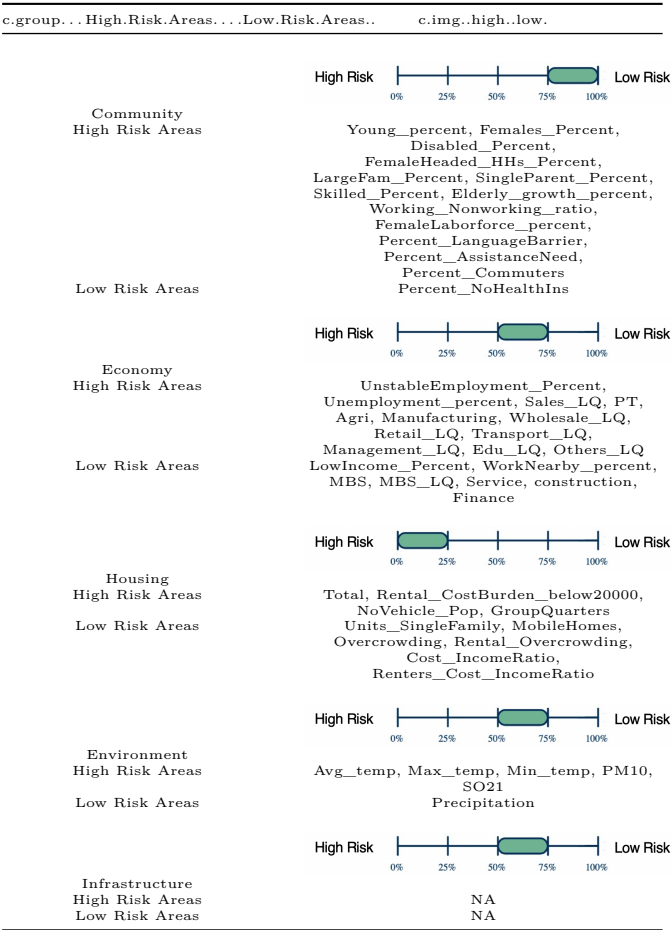 c.group. . . High.Risk.Areas. . . .Low.Risk.Areas.. c.img..high..low.
High Risk Low Risk
0% 25% 50% 75% 100%
Community
High Risk Areas Young_percent, Females_Percent,
Disabled_Percent,
FemaleHeaded_HHs_Percent,
LargeFam_Percent, SingleParent_Percent,
Skilled_Percent, Elderly_growth_percent,
Working_Nonworking_ratio,
FemaleLaborforce_percent,
Percent_LanguageBarrier,
Percent_AssistanceNeed,
Percent_Commuters
Low Risk Areas Percent_NoHealthIns
High Risk Low Risk
0% 25% 50% 75% 100%
Economy
High Risk Areas UnstableEmployment_Percent,
Unemployment_percent, Sales_LQ, PT,
Agri, Manufacturing, Wholesale_LQ,
Retail_LQ, Transport_LQ,
Management_LQ, Edu_LQ, Others_LQ
Low Risk Areas LowIncome_Percent, WorkNearby_percent,
MBS, MBS_LQ, Service, construction,
Finance
High Risk Low Risk
0% 25% 50% 75% 100%
Housing
High Risk Areas Total, Rental_CostBurden_below20000,
NoVehicle_Pop, GroupQuarters
Low Risk Areas Units_SingleFamily, MobileHomes,
Overcrowding, Rental_Overcrowding,
Cost_IncomeRatio,
Renters_Cost_IncomeRatio
High Risk Low Risk
0% 25% 50% 75% 100%
Environment
High Risk Areas Avg_temp, Max_temp, Min_temp, PM10,
SO21
Low Risk Areas Precipitation
High Risk Low Risk
0% 25% 50% 75% 100%
Infrastructure
High Risk Areas NA
Low Risk Areas NA